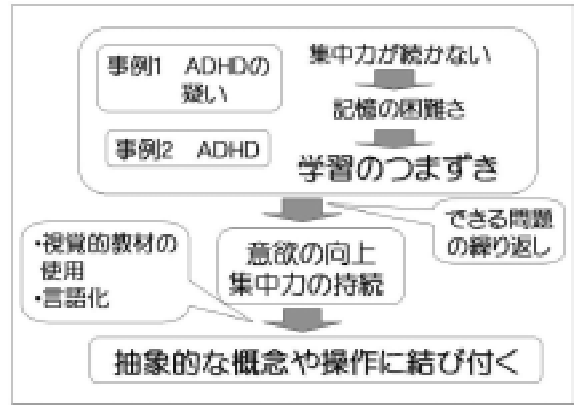 事例1 ADHDの
疑い
事例2 ADHD
集中力が続かない
記憶の困難さ
学習のつまずき
できる問題
の繰り返し
意欲の向上
集中力の持続
・視覚的教材の
使用
・言語化
抽象的な概念や操作に結び付く